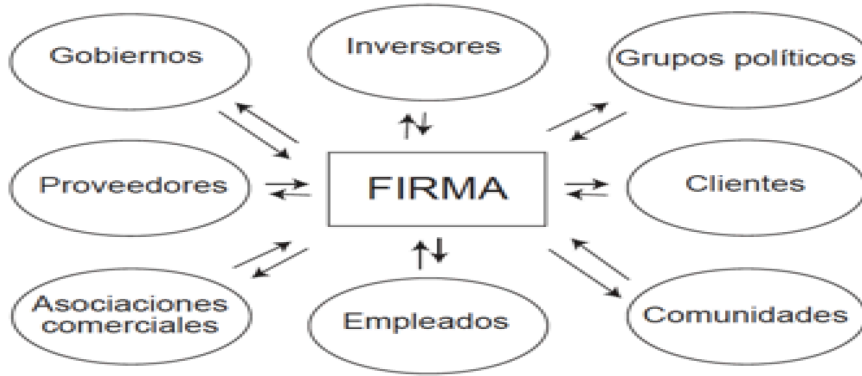 Gobiernos
Inversores
Grupos políticos
Proveedores
FIRMA
Clientes
Asociaciones
comerciales
Empleados
Comunidades